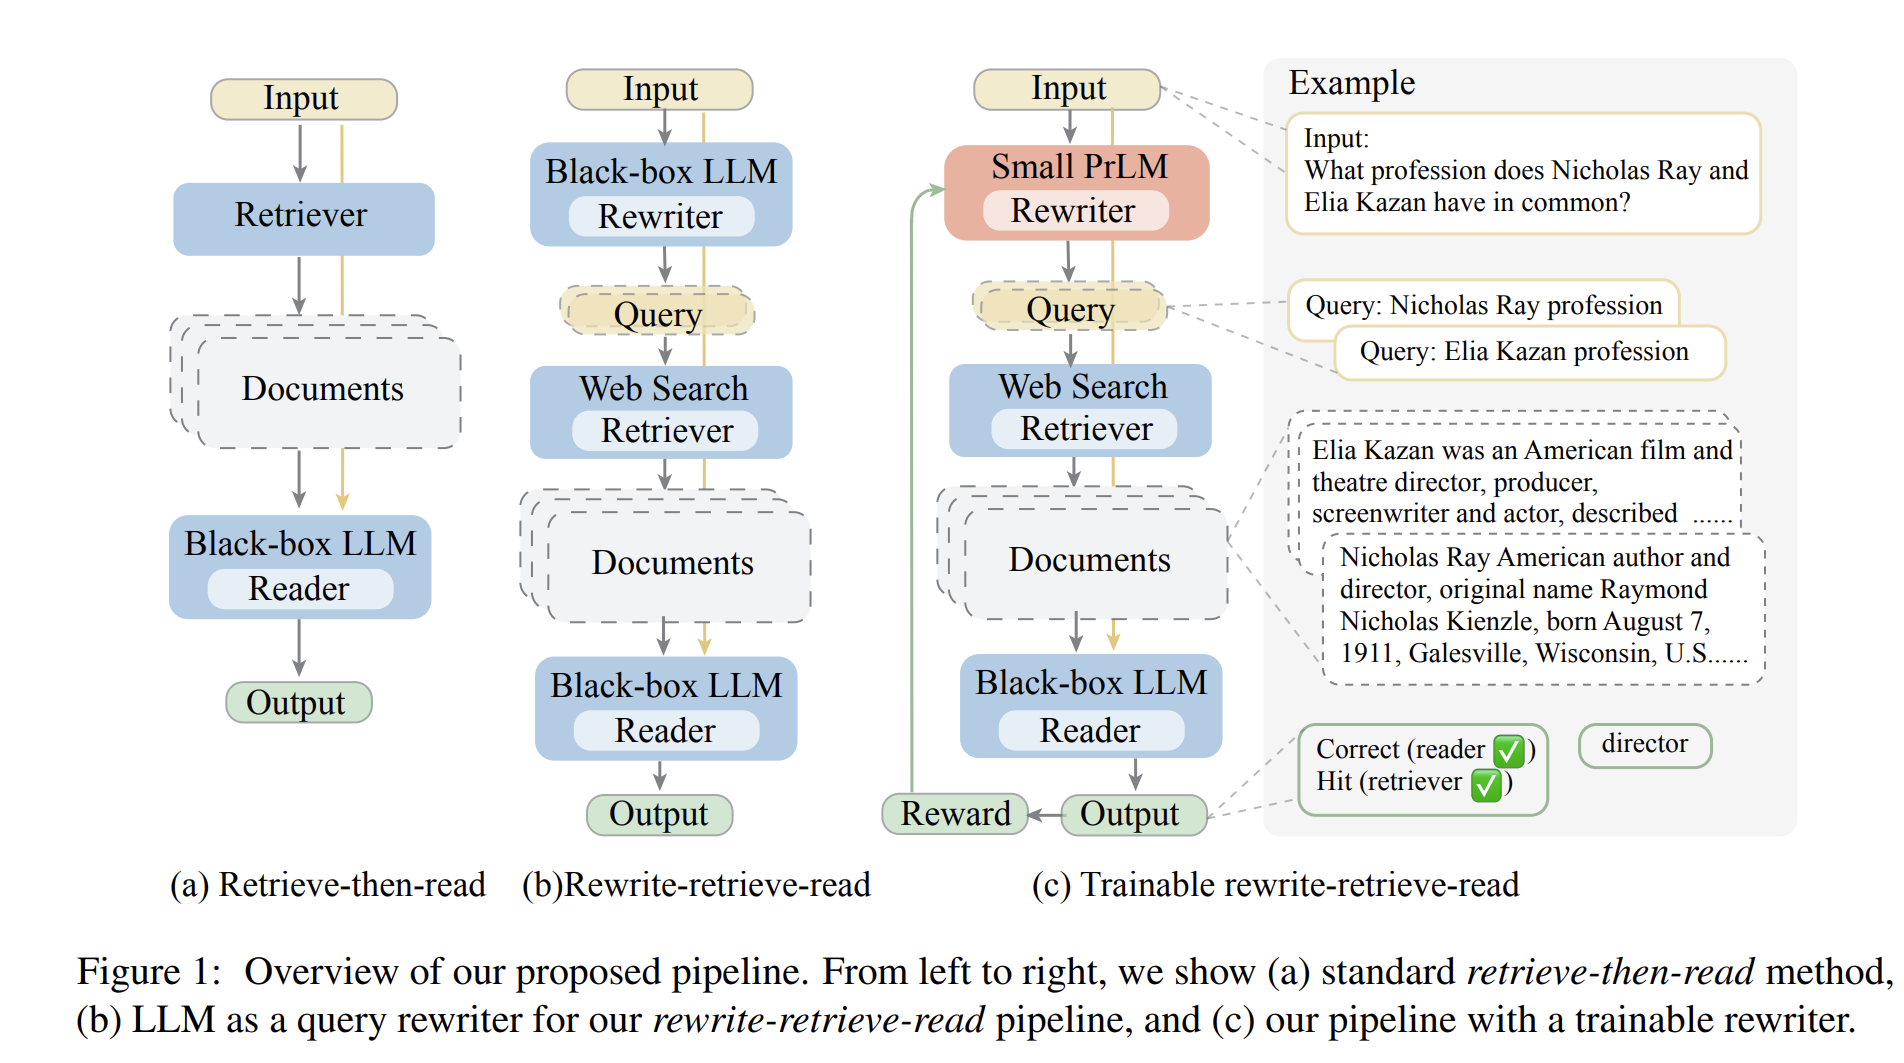 Input
Retriever
Documents
Black-box LLM
Reader
Output
(a) Retrieve-then-read
Input
Black-box LLM
Rewriter
Query
Web Search
Retriever
Documents
Black-box LLM
Reader
Output
(b)Rewrite-retrieve-read
Input
Small PrLM
Rewriter
Query
Web Search
Retriever
Documents
Black-box LLM
Reader
Reward
Output
(c) Trainable rewrite-retrieve-read
Example
Input:
What profession does Nicholas Ray and
Elia Kazan have in common?
Query: Nicholas Ray profession
Query: Elia Kazan profession
Elia Kazan was an American film and
theatre director, producer,
screenwriter and actor, described ......
Nicholas Ray American author and
director, original name Raymond
Nicholas Kienzle, born August 7,
1911, Galesville, Wisconsin, U.S......
Correct (reader ✅)
Hit (retriever ✅)
director
Figure 1: Overview of our proposed pipeline. From left to right, we show (a) standard retrieve-then-read method,
(b) LLM as a query rewriter for our rewrite-retrieve-read pipeline, and (c) our pipeline with a trainable rewriter.